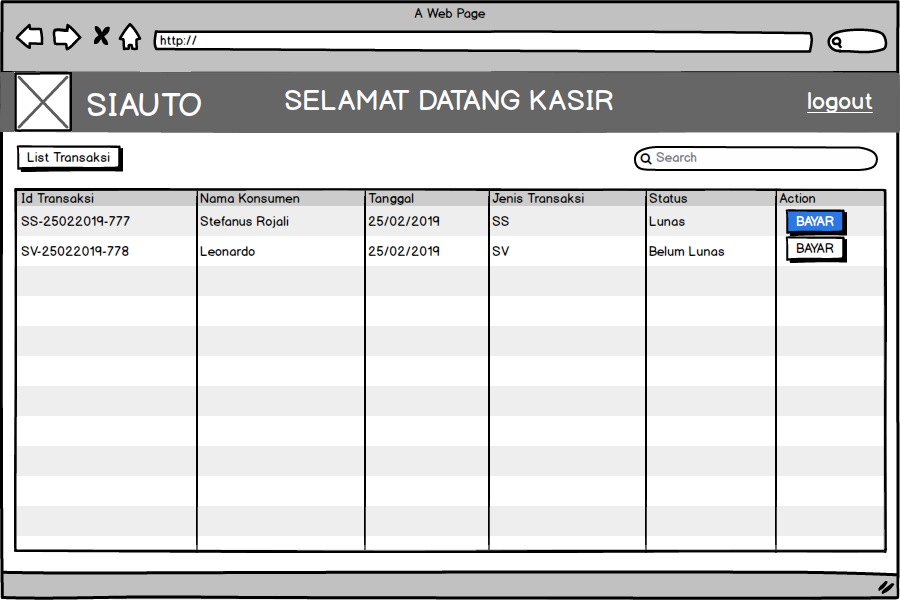 A Web Page
http://
SIAUTO
SELAMAT DATANG KASIR
logout
List Transaksi
Search
Id Transaksi Nama Konsumen Tanggal Jenis Transaksi Status Action
SS-25022019-777 Stefanus Rojali 25/02/2019 SS Lunas BAYAR
SV-25022019-778 Leonardo 25/02/2019 SV Belum Lunas BAYAR